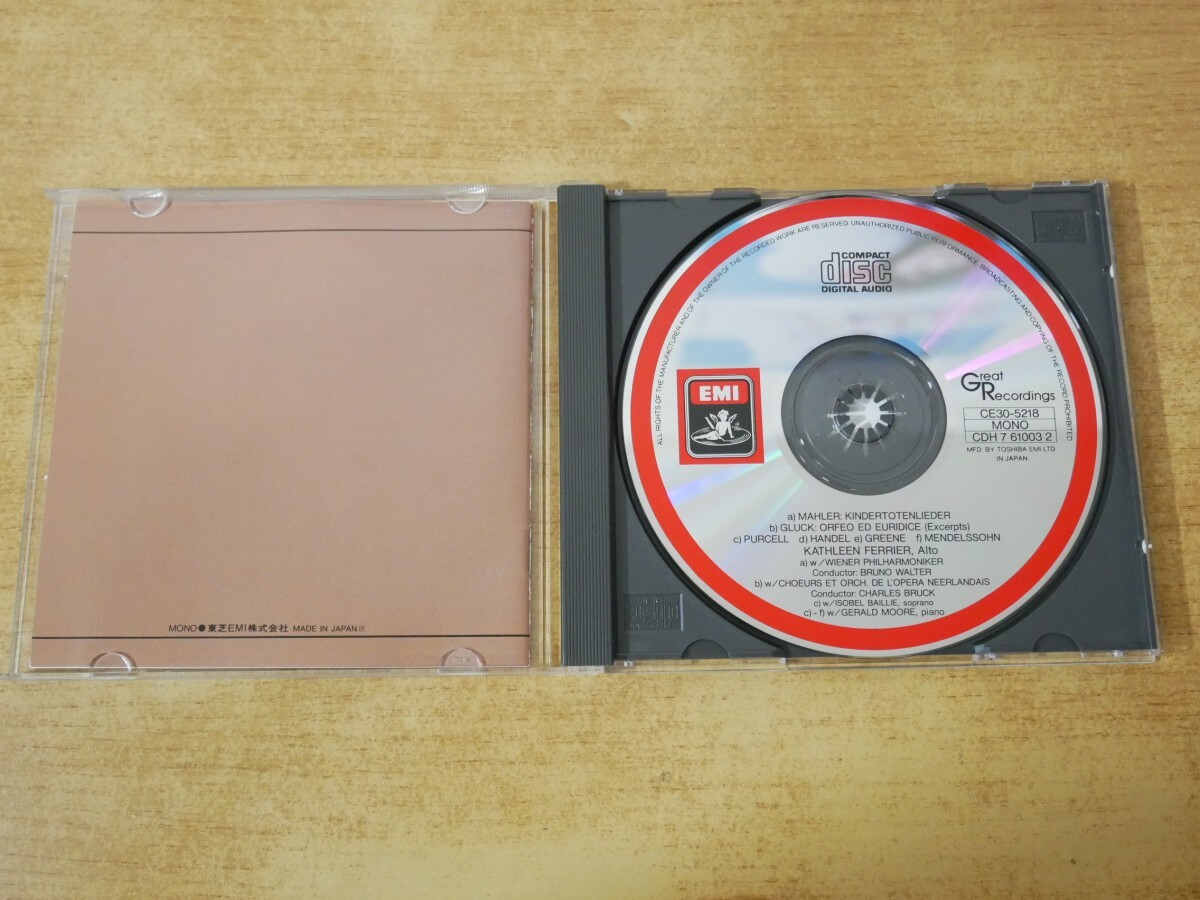 MONO●東芝EMI株式会社 MADE IN JAPAN Ⓟ
ALL RIGHTS OF THE MANUFACTURER AND OF THE OWNER OF THE RECORDED WORK ARE RESERVED. UNAUTHORIZED PUBLIC PERFORMANCE, BROADCASTING AND COPYING OF THE RECORD PROHIBITED
COMPACT
disc
DIGITAL AUDIO
EMI
Great
Recordings
CE30-5218
MONO
CDH 7 61003 2
MFD BY TOSHIBA EMI LTD
IN JAPAN
a) MAHLER: KINDERTOTENLIEDER
b) GLUCK: ORFEO ED EURIDICE (Excerpts)
c) PURCELL d) HANDEL e) GREENE f) MENDELSSOHN
KATHLEEN FERRIER, Alto
a) w/WIENER PHILHARMONIKER
Conductor: BRUNO WALTER
b) w/CHOEURS ET ORCH. DE L'OPERA NEERLANDAIS
Conductor: CHARLES BRUCK
c) w/ISOBEL BAILLIE, soprano
c) - f) w/GERALD MOORE, piano